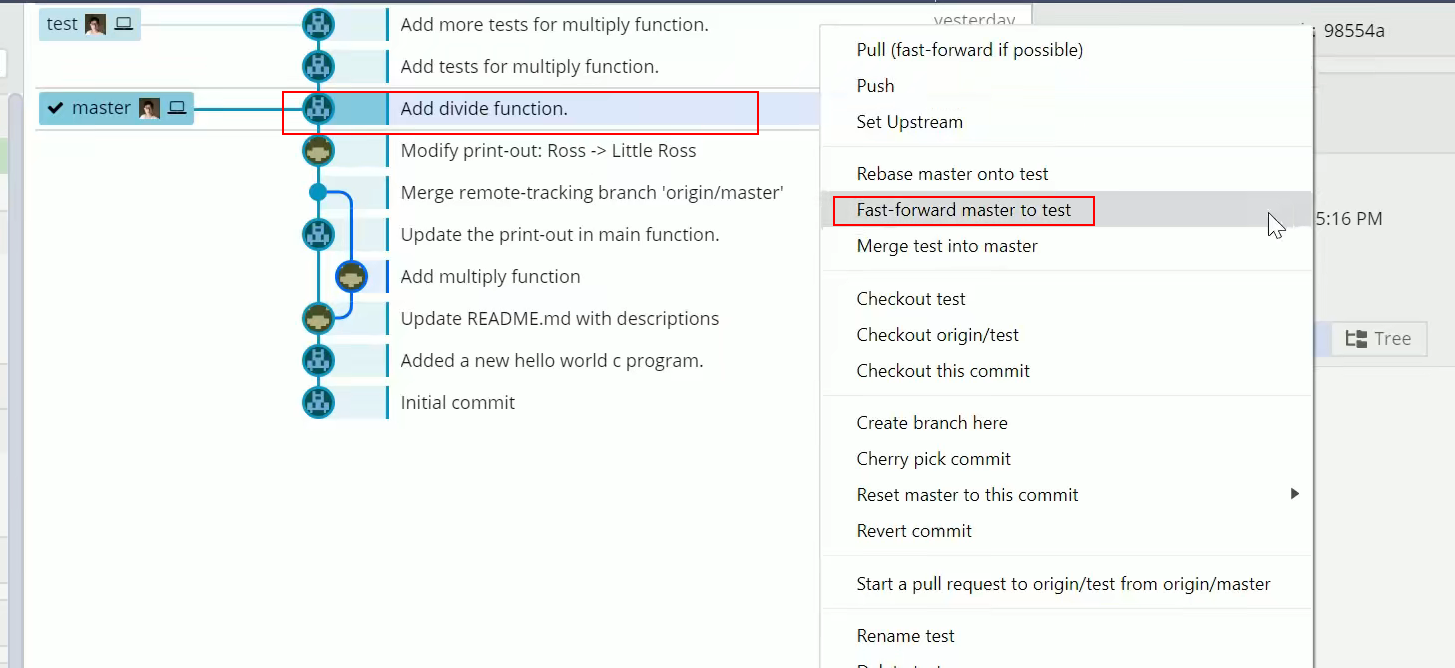 test
Add more tests for multiply function.
yesterday
Add tests for multiply function.
master
Add divide function.
Modify print-out: Ross -> Little Ross
Merge remote-tracking branch 'origin/master'
Update the print-out in main function.
Add multiply function
Update README.md with descriptions
Added a new hello world c program.
Initial commit
Pull (fast-forward if possible)
Push
Set Upstream
Rebase master onto test
Fast-forward master to test
Merge test into master
Checkout test
Checkout origin/test
Checkout this commit
Create branch here
Cherry pick commit
Reset master to this commit
Revert commit
Start a pull request to origin/test from origin/master
Rename test
98554a
5:16 PM
Tree